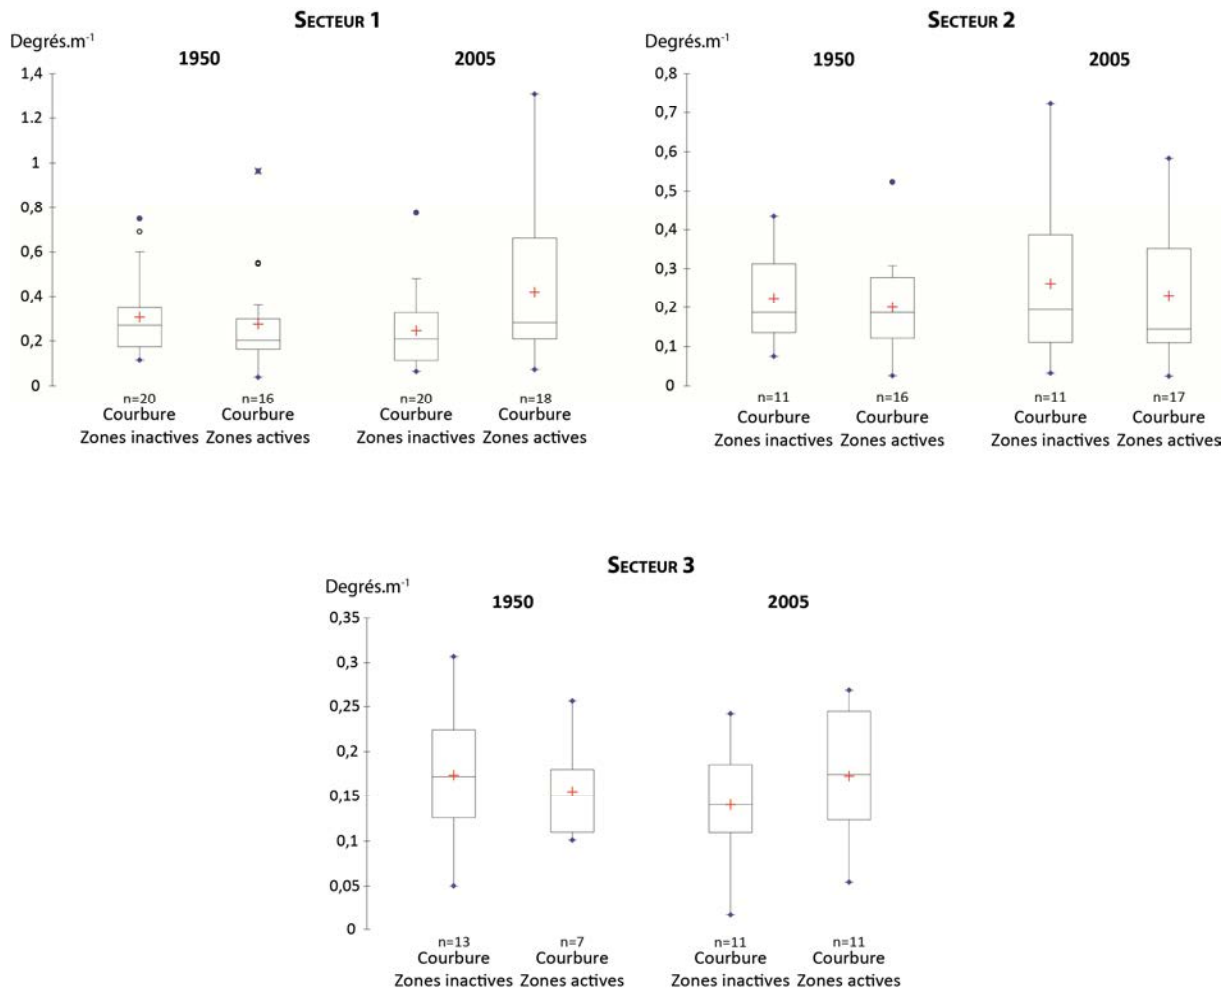 SECTEUR 1
Degrés.m-1
1950 2005
1,4
1.2
1
0,8
0,6
0,4
0,2
0
n=20 n=16 n=20 n=18
Courbure Courbure Courbure Courbure
Zones inactives Zones actives Zones inactives Zones actives
SECTEUR 2
Degrés.m-1
1950 2005
0,8
0,7
0,6
0,5
0,4
0,3
0,2
0,1
0
n=11 n=16 n=11 n=17
Courbure Courbure Courbure Courbure
Zones inactives Zones actives Zones inactives Zones actives
SECTEUR 3
Degrés.m-1
1950 2005
0,35
0,3
0,25
0,2
0,15
0,1
0,05
0
n=13 n=7 n=11 n=11
Courbure Courbure Courbure Courbure
Zones inactives Zones actives Zones inactives Zones actives